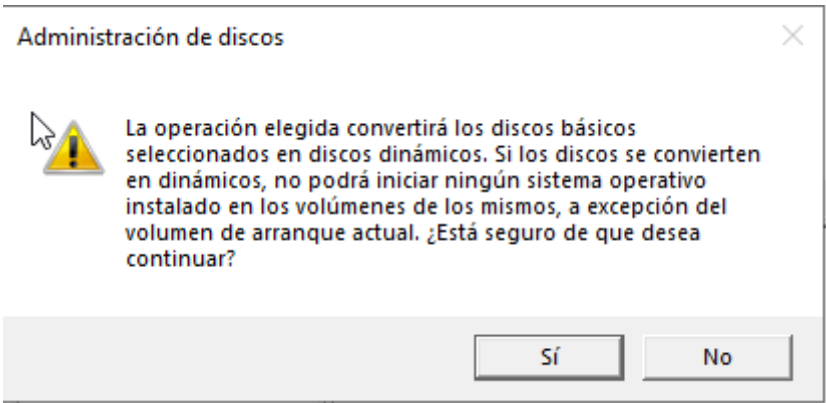 Administración de discos
La operación elegida convertirá los discos básicos
seleccionados en discos dinámicos. Si los discos se convierten
en dinámicos, no podrá iniciar ningún sistema operativo
instalado en los volúmenes de los mismos, a excepción del
volumen de arranque actual. ¿Está seguro de que desea
continuar?
Sí
No